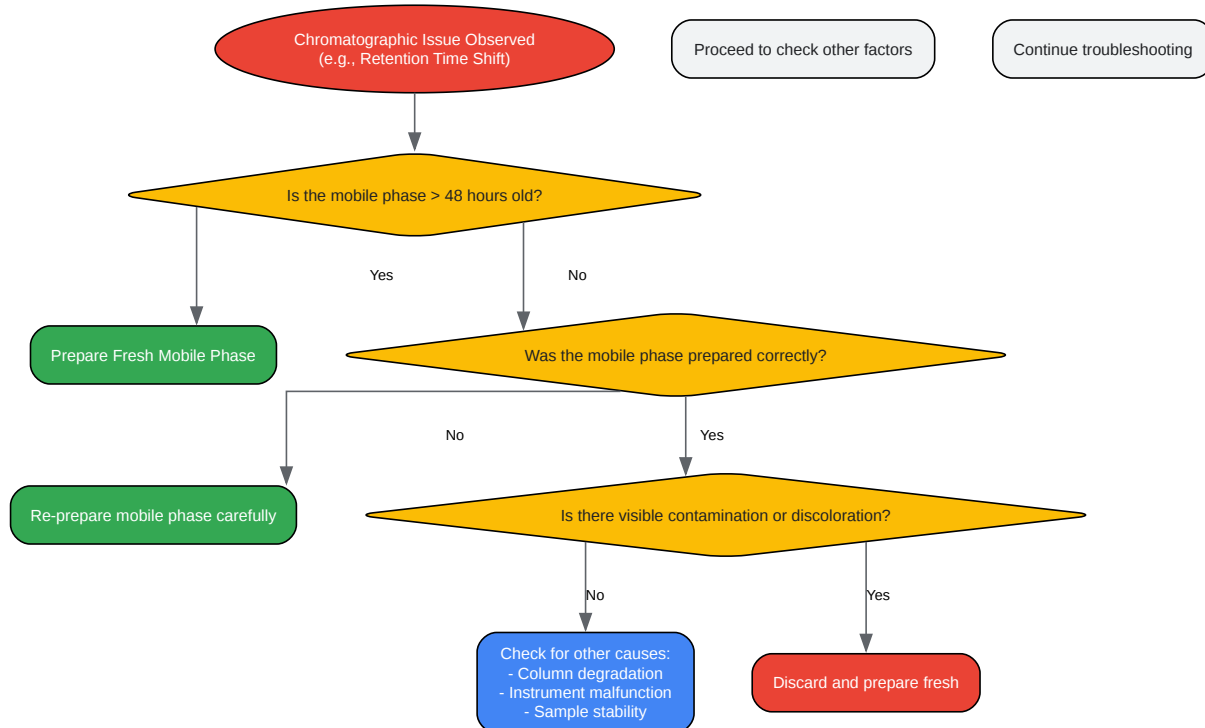 Chromatographic Issue Observed
(e.g., Retention Time Shift)
Proceed to check other factors
Continue troubleshooting
Is the mobile phase > 48 hours old?
Yes
No
Prepare Fresh Mobile Phase
Was the mobile phase prepared correctly?
No
Yes
Re-prepare mobile phase carefully
Is there visible contamination or discoloration?
No
Yes
Check for other causes:
- Column degradation
- Instrument malfunction
- Sample stability
Discard and prepare fresh